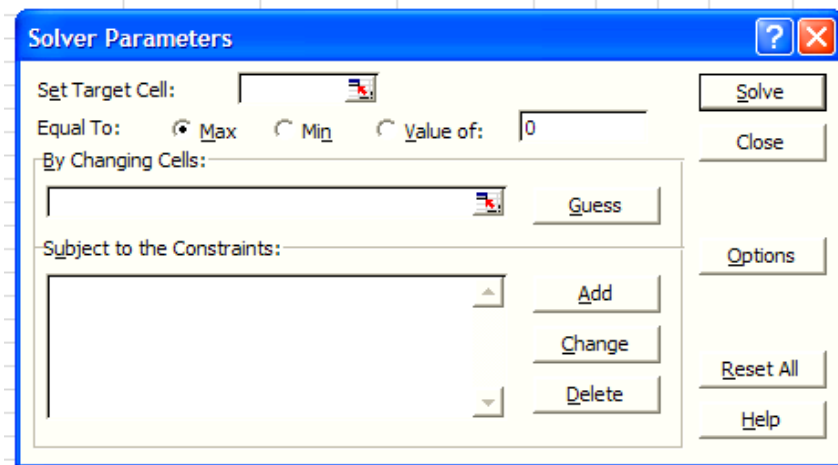 Solver Parameters
Set Target Cell:
Solve
Equal To: Max Min Value of: 0
Close
By Changing Cells:
Guess
Subject to the Constraints:
Options
Add
Change
Reset All
Delete
Help